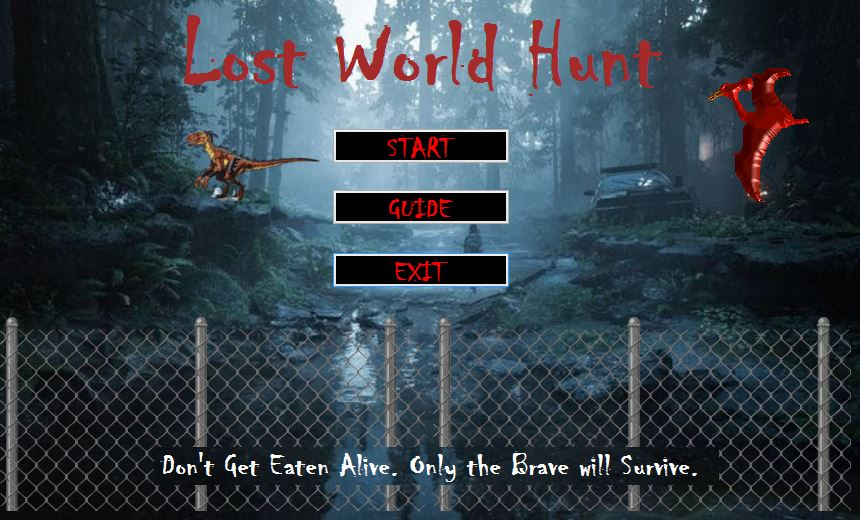 Lost World Hunt
START
GUIDE
EXIT
Don't Get Eaten Alive. Only the Brave will Survive.